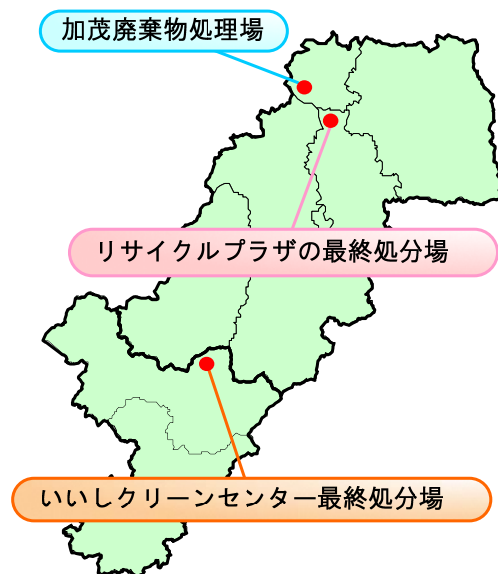 加茂廃棄物処理場
リサイクルプラザの最終処分場
いいしクリーンセンター最終処分場